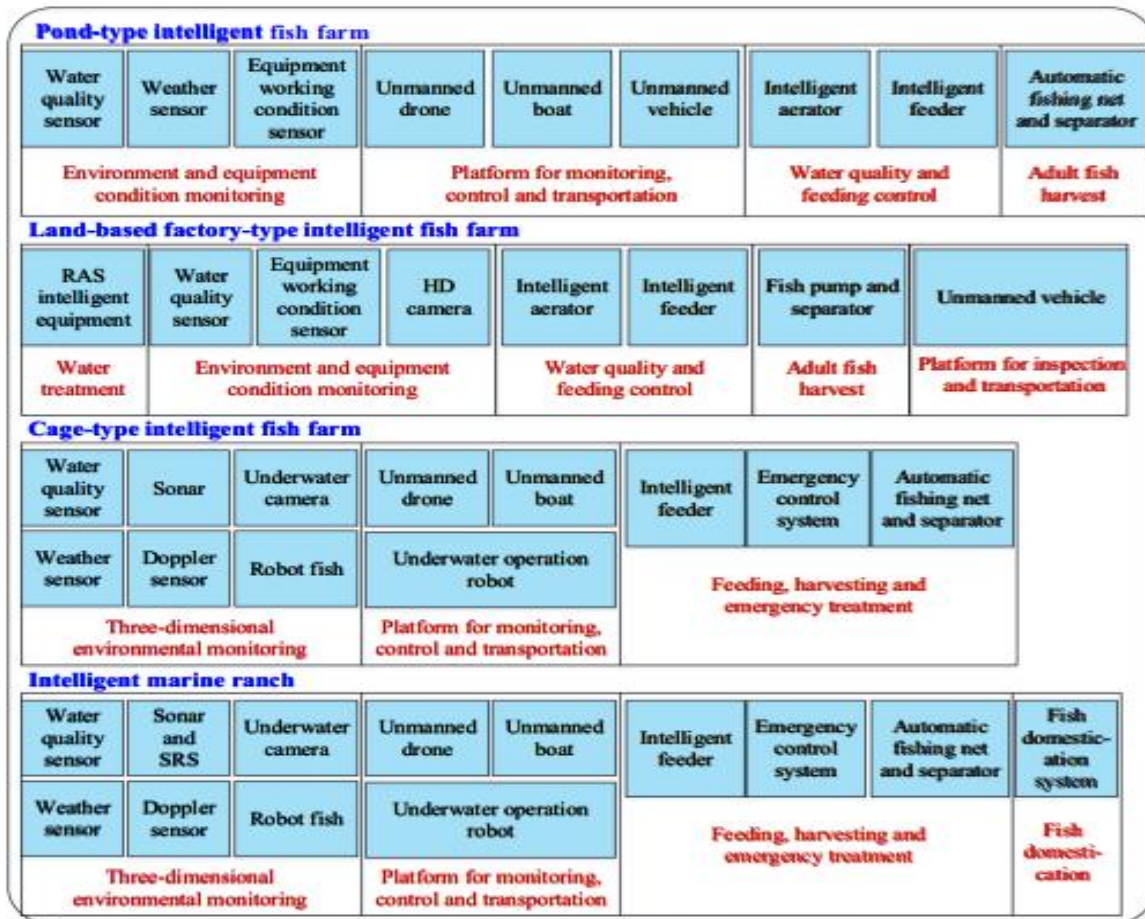 Pond-type intelligent fish farm
Water
quality
sensor
Weather
sensor
Equipment
working
condition
sensor
Unmanned
drone
Unmanned
boat
Unmanned
vehicle
Intelligent
aerator
Intelligent
feeder
Automatic
fishing net
and separator
Environment and equipment
condition monitoring
Platform for monitoring,
control and transportation
Water quality and
feeding control
Adult fish
harvest
Land-based factory-type intelligent fish farm
RAS
intelligent
equipment
Water
quality
sensor
Equipment
working
condition
sensor
HD
camera
Intelligent
aerator
Intelligent
feeder
Fish pump and
separator
Unmanned vehicle
Water
treatment
Environment and equipment
condition monitoring
Water quality and
feeding control
Adult fish
harvest
Platform for inspection
and transportation
Cage-type intelligent fish farm
Water
quality
sensor
Sonar
Underwater
camera
Unmanned
drone
Unmanned
boat
Intelligent
feeder
Emergency
control
system
Automatic
fishing net
and separator
Weather
sensor
Doppler
sensor
Robot fish
Underwater operation
robot
Three-dimensional
environmental monitoring
Platform for monitoring,
control and transportation
Feeding, harvesting and
emergency treatment
Intelligent marine ranch
Water
quality
sensor
Sonar
and
SRS
Underwater
camera
Unmanned
drone
Unmanned
boat
Intelligent
feeder
Emergency
control
system
Automatic
fishing net
and separator
Fish
domestic-
ation
system
Weather
sensor
Doppler
sensor
Robot fish
Underwater operation
robot
Three-dimensional
environmental monitoring
Platform for monitoring,
control and transportation
Feeding, harvesting and
emergency treatment
Fish
domesti-
cation